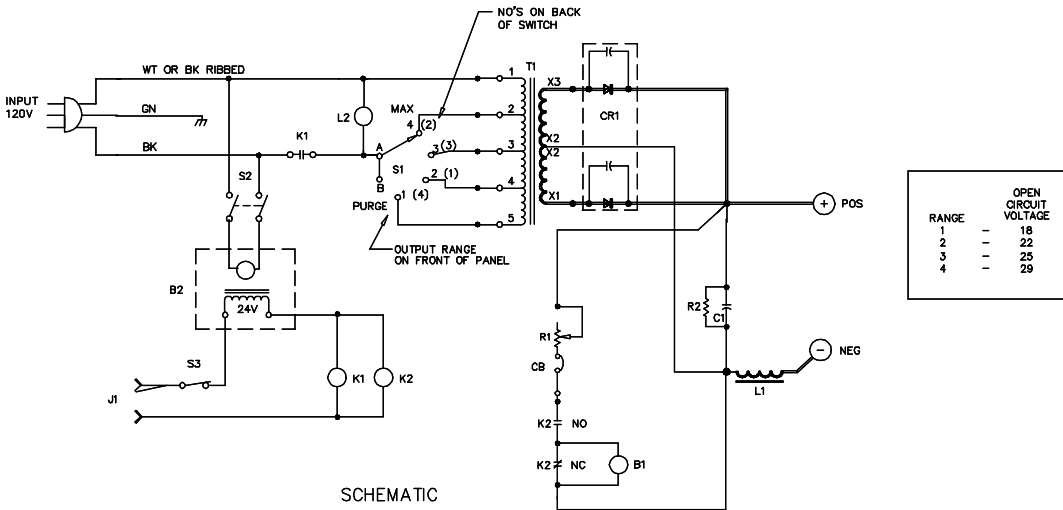 NO'S ON BACK
OF SWITCH
WT OR BK RIBBED
T1
1
X3
INPUT
120V
GN
L2
MAX
4 (2)
2
CR1
BK
K1
A
S1
3 (3)
3
X2
X2
B
2 (1)
4
S2
1 (4)
X1
PURGE
5
+ POS
OUTPUT RANGE
ON FRONT OF PANEL
RANGE
OPEN
CIRCUIT
VOLTAGE
1 - 18
2 - 22
3 - 25
4 - 29
B2
24V
R2
C1
R1
- NEG
S3
CB
K1
K2
L1
J1
K2 NO
K2 NC
B1
SCHEMATIC